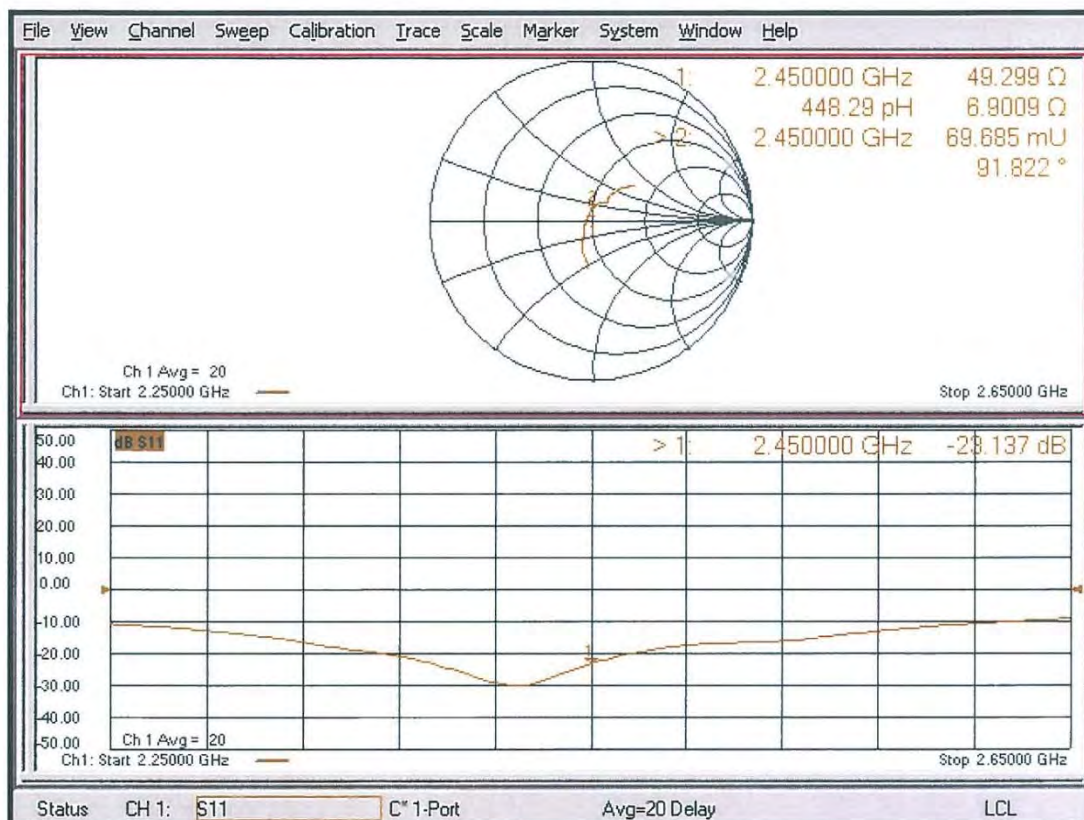 File View Channel Sweep Calibration Trace Scale Marker System Window Help
1: 2.450000 GHz 49.299 Ω
448.29 pH 6.9009 Ω
> 2: 2.450000 GHz 69.685 mU
91.822 °
Ch 1 Avg = 20
Ch1: Start 2.25000 GHz Stop 2.65000 GHz
50.00 dB S11 > 1: 2.450000 GHz -23.137 dB
40.00
30.00
20.00
10.00
0.00
-10.00
-20.00 1
-30.00
-40.00
-50.00 Ch 1 Avg = 20
Ch1: Start 2.25000 GHz Stop 2.65000 GHz
Status CH 1: S11 C* 1-Port Avg=20 Delay LCL